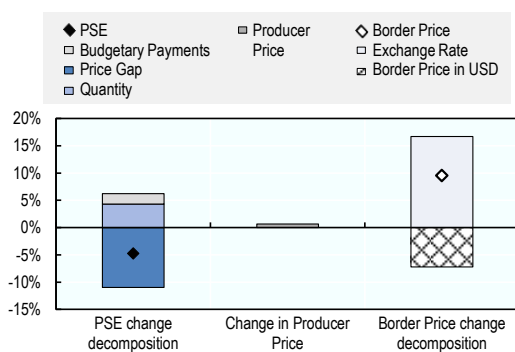 PSE
Budgetary Payments
Price Gap
Quantity
Producer
Price
Border Price
Exchange Rate
Border Price in USD
20%
15%
10%
5%
0%
-5%
-10%
-15%
PSE change
decomposition
Change in Producer
Price
Border Price change
decomposition